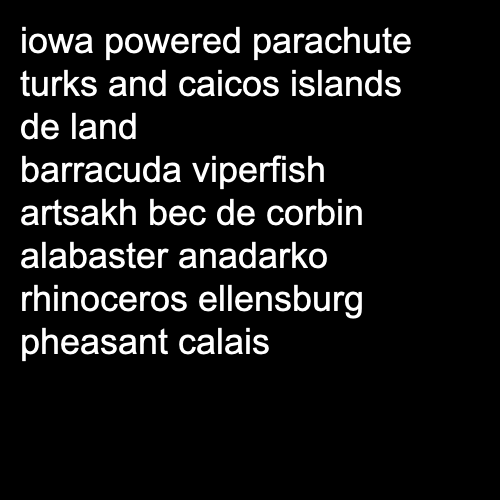 iowa powered parachute
turks and caicos islands
de land
barracuda viperfish
artsakh bec de corbin
alabaster anadarko
rhinoceros ellensburg
pheasant calais